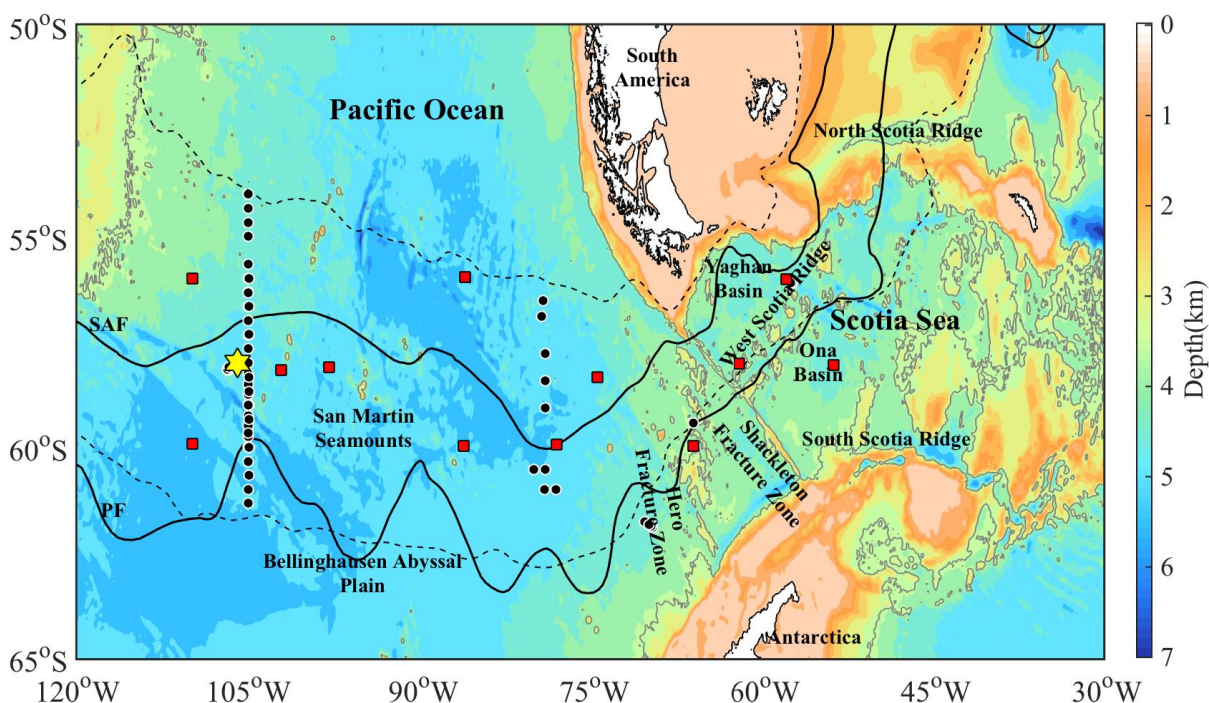 50°S
55°S
60°S
65°S
120°W
105°W
90°W
75°W
60°W
45°W
30°W
Pacific Ocean
South
America
North Scotia Ridge
Yaghan
Basin
West Scotia Ridge
Scotia Sea
Ona
Basin
SAF
San Martin
Seamounts
South Scotia Ridge
Shackleton
Fracture Zone
Hero
Fracture Zone
PF
Bellinghausen Abyssal
Plain
Antarctica
0
1
2
3
4
5
6
7
Depth(km)